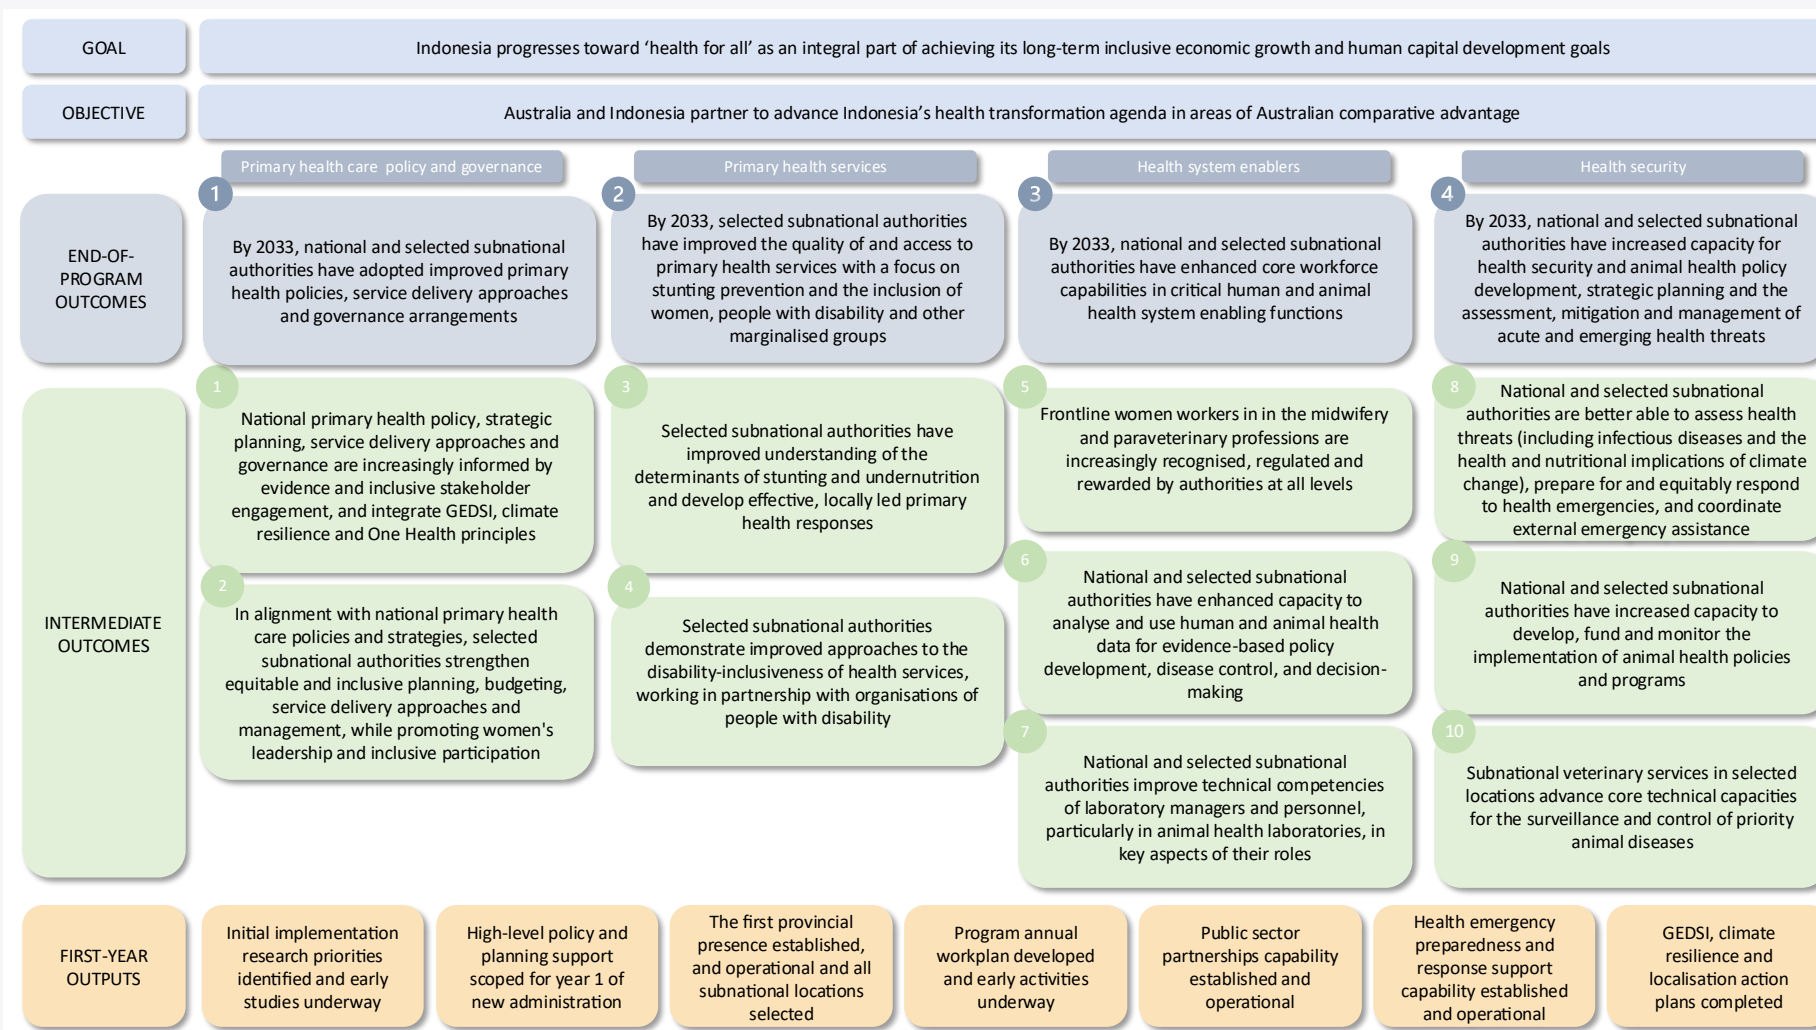 GOAL
Indonesia progresses toward ‘health for all’ as an integral part of achieving its long-term inclusive economic growth and human capital development goals
OBJECTIVE
Australia and Indonesia partner to advance Indonesia’s health transformation agenda in areas of Australian comparative advantage
Primary health care policy and governance
Primary health services
Health system enablers
Health security
END-OF-
PROGRAM
OUTCOMES
1
By 2033, national and selected subnational
authorities have adopted improved primary
health policies, service delivery approaches
and governance arrangements
2
By 2033, selected subnational authorities
have improved the quality of and access to
primary health services with a focus on
stunting prevention and the inclusion of
women, people with disability and other
marginalised groups
3
By 2033, national and selected subnational
authorities have enhanced core workforce
capabilities in critical human and animal
health system enabling functions
4
By 2033, national and selected subnational
authorities have increased capacity for
health security and animal health policy
development, strategic planning and the
assessment, mitigation and management of
acute and emerging health threats
INTERMEDIATE
OUTCOMES
1
National primary health policy, strategic
planning, service delivery approaches and
governance are increasingly informed by
evidence and inclusive stakeholder
engagement, and integrate GEDSI, climate
resilience and One Health principles
2
In alignment with national primary health
care policies and strategies, selected
subnational authorities strengthen
equitable and inclusive planning, budgeting,
service delivery approaches and
management, while promoting women's
leadership and inclusive participation
3
Selected subnational authorities have
improved understanding of the
determinants of stunting and undernutrition
and develop effective, locally led primary
health responses
4
Selected subnational authorities
demonstrate improved approaches to the
disability-inclusiveness of health services,
working in partnership with organisations of
people with disability
5
Frontline women workers in in the midwifery
and paraveterinary professions are
increasingly recognised, regulated and
rewarded by authorities at all levels
6
National and selected subnational
authorities have enhanced capacity to
analyse and use human and animal health
data for evidence-based policy
development, disease control, and decision-
making
7
National and selected subnational
authorities improve technical competencies
of laboratory managers and personnel,
particularly in animal health laboratories, in
key aspects of their roles
8
National and selected subnational
authorities are better able to assess health
threats (including infectious diseases and the
health and nutritional implications of climate
change), prepare for and equitably respond
to health emergencies, and coordinate
external emergency assistance
9
National and selected subnational
authorities have increased capacity to
develop, fund and monitor the
implementation of animal health policies
and programs
10
Subnational veterinary services in selected
locations advance core technical capacities
for the surveillance and control of priority
animal diseases
FIRST-YEAR
OUTPUTS
Initial implementation
research priorities
identified and early
studies underway
High-level policy and
planning support
scoped for year 1 of
new administration
The first provincial
presence established,
and operational and all
subnational locations
selected
Program annual
workplan developed
and early activities
underway
Public sector
partnerships capability
established and
operational
Health emergency
preparedness and
response support
capability established
and operational
GEDSI, climate
resilience and
localisation action
plans completed